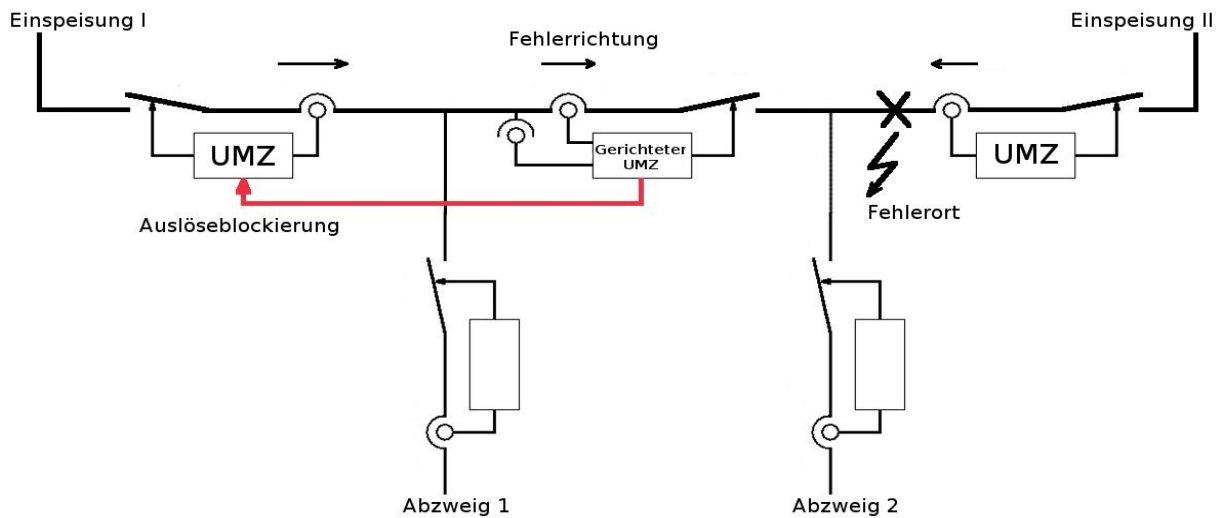 Einspeisung I
Einspeisung II
Fehlerrichtung
UMZ
Gerichteter
UMZ
UMZ
Auslöseblockierung
Fehlerort
Abzweig 1
Abzweig 2